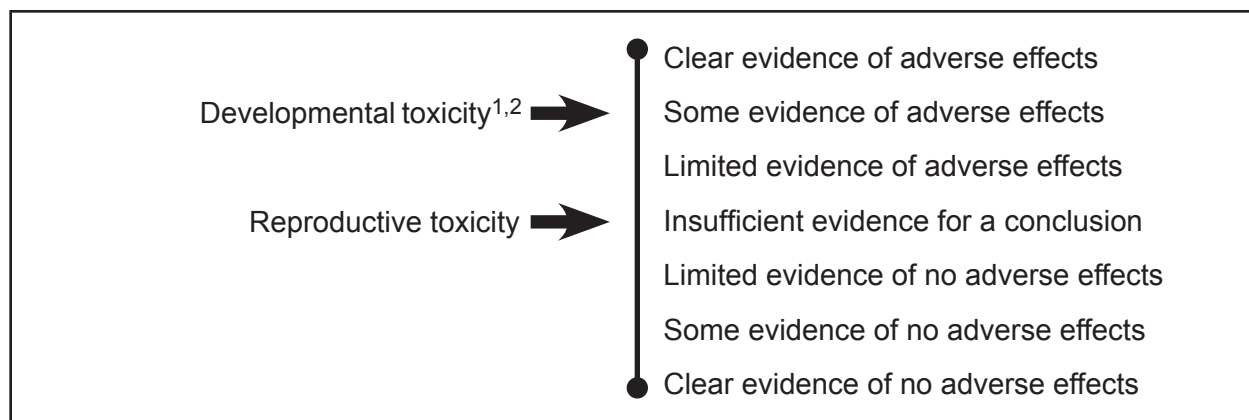 Clear evidence of adverse effects
Developmental toxicity1,2 Some evidence of adverse effects
Limited evidence of adverse effects
Reproductive toxicity Insufficient evidence for a conclusion
Limited evidence of no adverse effects
Some evidence of no adverse effects
Clear evidence of no adverse effects